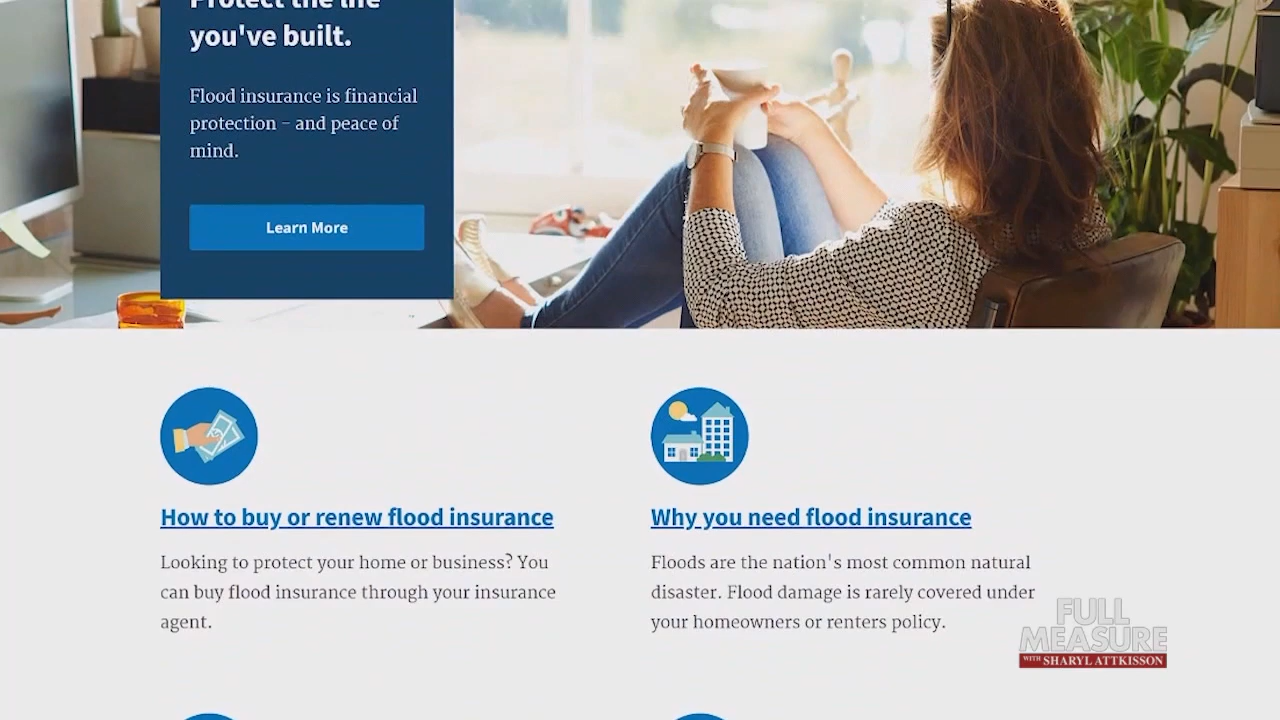 Protect the life
you've built.
Flood insurance is financial
protection – and peace of
mind.
Learn More
How to buy or renew flood insurance
Looking to protect your home or business? You
can buy flood insurance through your insurance
agent.
Why you need flood insurance
Floods are the nation's most common natural
disaster. Flood damage is rarely covered under
your homeowners or renters policy.
FULL
MEASURE
WITH SHARYL ATTKISSON